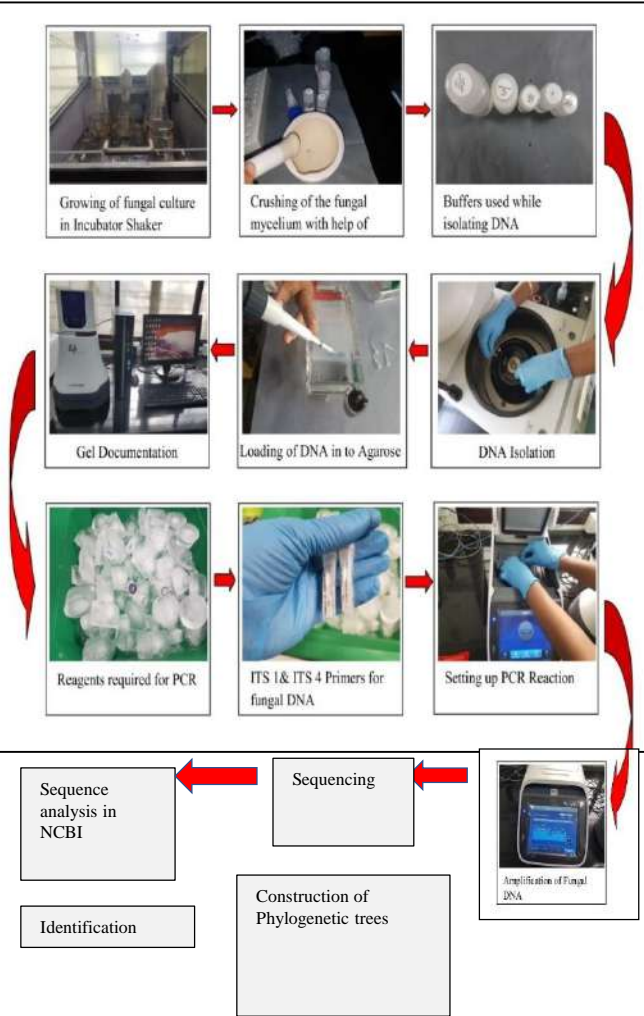 Growing of fungal culture
in Incubator Shaker
Crushing of the fungal
mycelium with help of
Buffers used while
isolating DNA
DNA Isolation
Loading of DNA in to Agarose
Gel Documentation
Reagents required for PCR
ITS 1& ITS 4 Primers for
fungal DNA
Setting up PCR Reaction
Amplification of Fungal
DNA
Sequencing
Sequence
analysis in
NCBI
Identification
Construction of
Phylogenetic trees